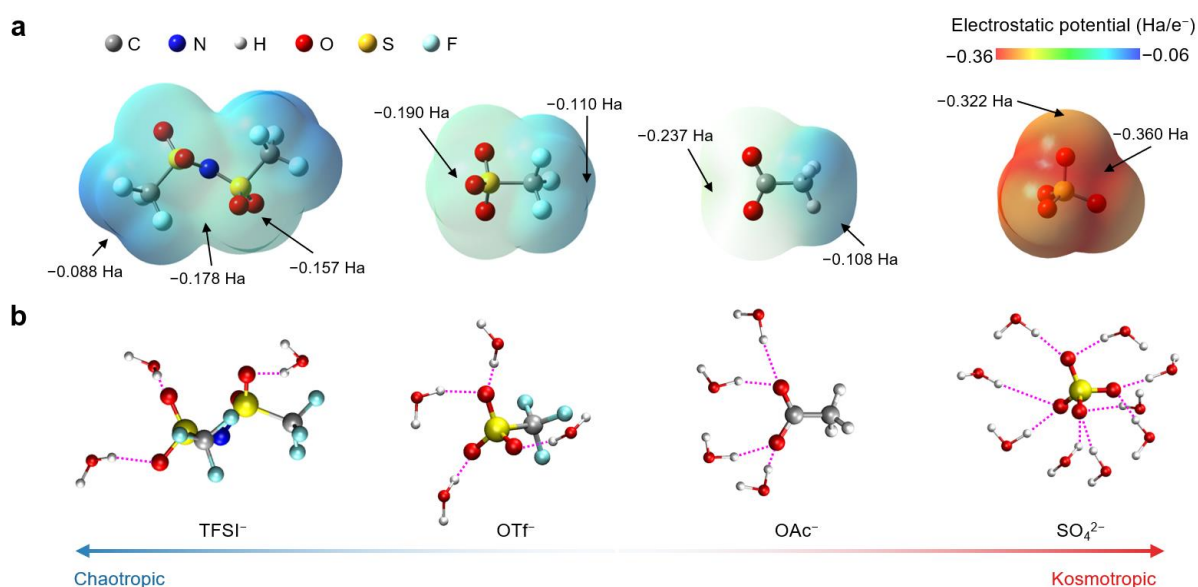 a
C N H O S F
Electrostatic potential (Ha/e⁻)
−0.36 −0.06
−0.190 Ha
−0.110 Ha
−0.237 Ha
−0.322 Ha
−0.360 Ha
−0.088 Ha
−0.178 Ha
−0.157 Ha
−0.108 Ha
b
TFSI⁻ OTf⁻ OAc⁻ SO₄²⁻
Chaotropic Kosmotropic